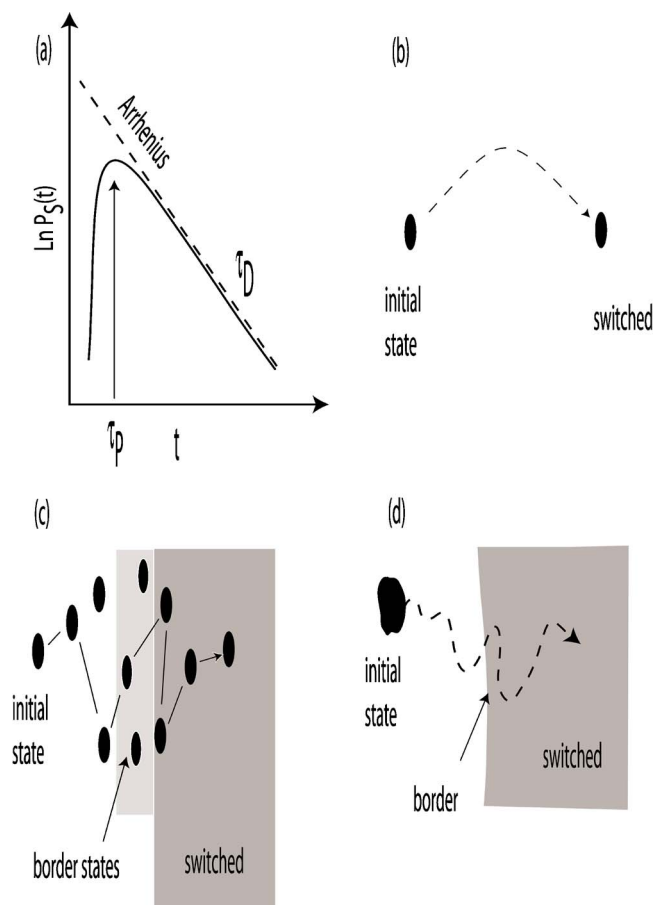 (a)
Arrhenius
Ln P_S(t)
τ_D
τ_P
t
(b)
initial
state
switched
(c)
initial
state
border states
switched
(d)
initial
state
border
switched